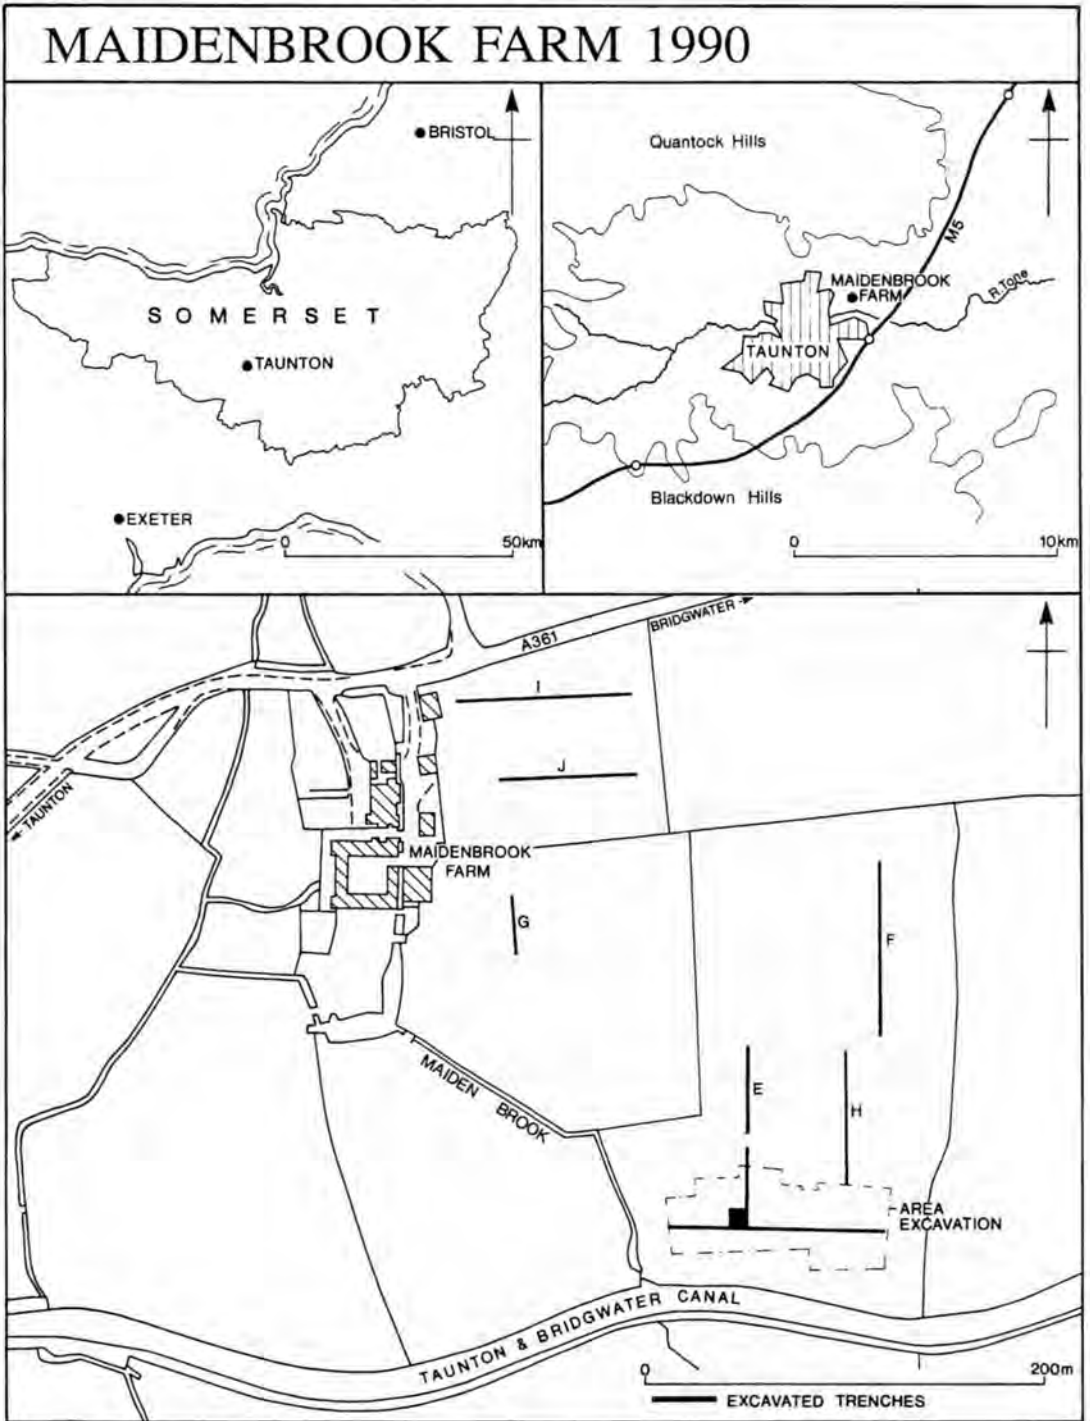 MAIDENBROOK FARM 1990
BRISTOL
SOMERSET
TAUNTON
EXETER
0 50km
Quantock Hills
M5
MAIDENBROOK
FARM
R.Tone
TAUNTON
Blackdown Hills
0 10km
BRIDGWATER
A361
I
J
TAUNTON
MAIDENBROOK
FARM
G
F
E
H
MAIDEN BROOK
AREA
EXCAVATION
TAUNTON & BRIDGWATER CANAL
0 200m
EXCAVATED TRENCHES